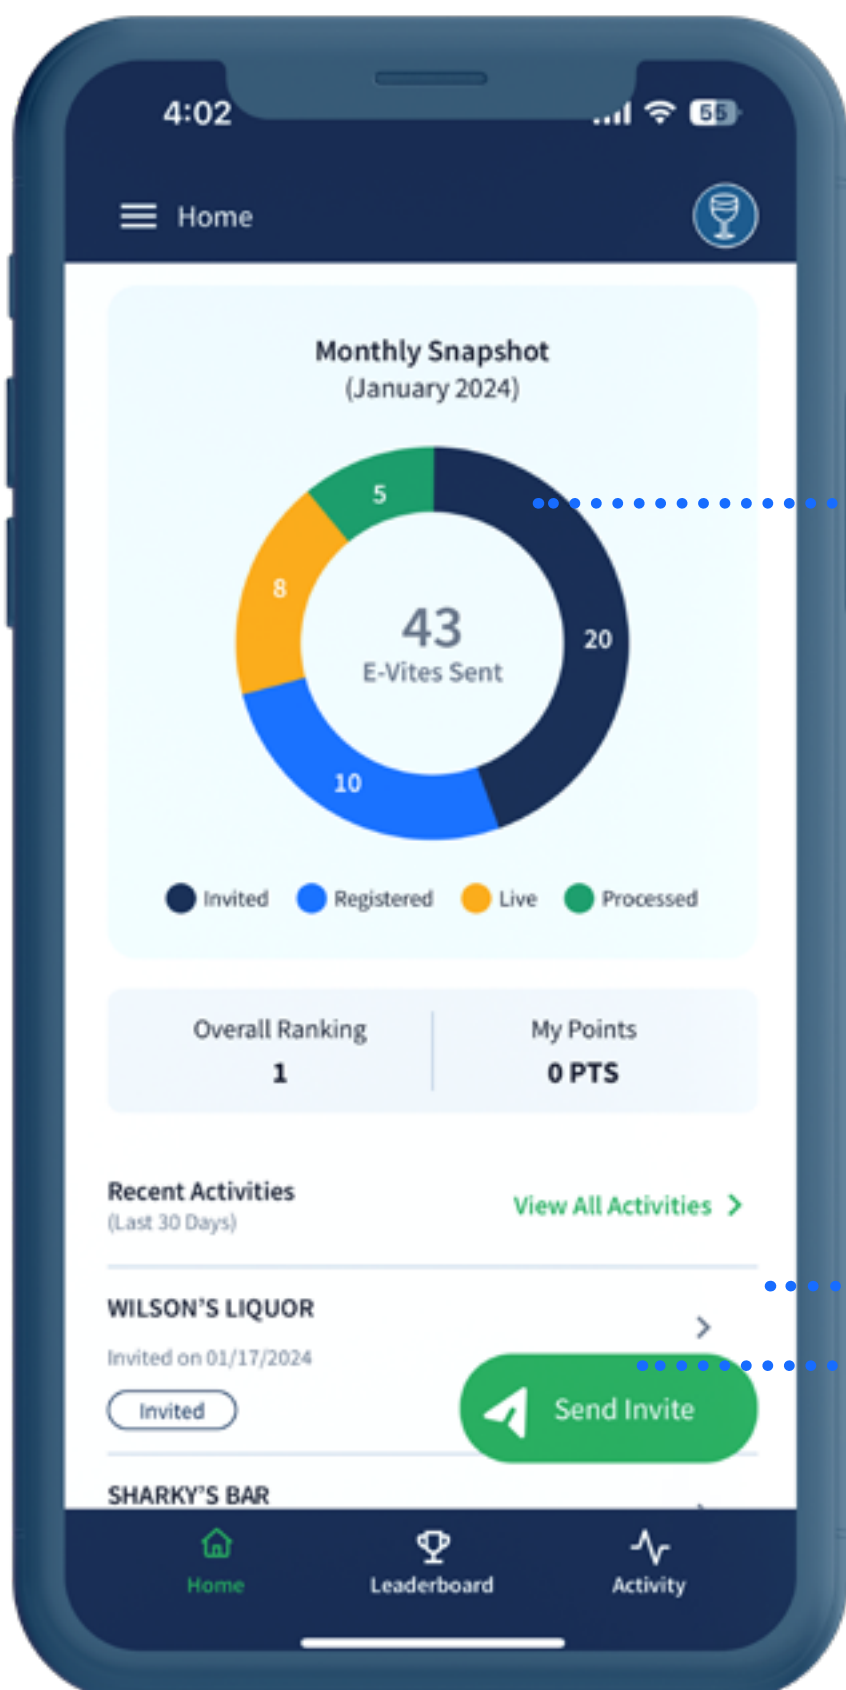 4:02
55
Home
Monthly Snapshot
(January 2024)
5
8
20
43
E-Vites Sent
10
Invited
Registered
Live
Processed
Overall Ranking
My Points
1
0 PTS
Recent Activities
(Last 30 Days)
View All Activities
WILSON'S LIQUOR
Invited on 01/17/2024
Invited
Send Invite
SHARKY'S BAR
Home
Leaderboard
Activity